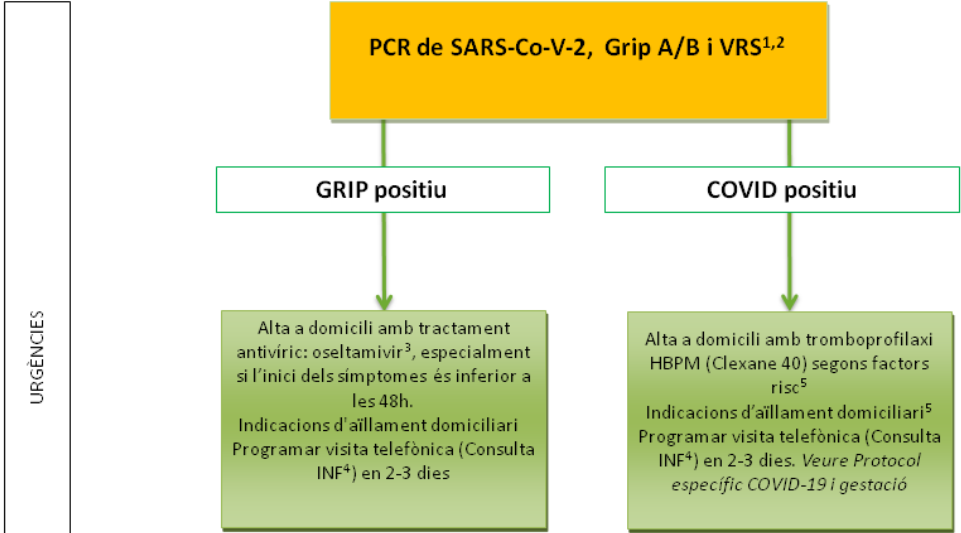 PCR de SARS-Co-V-2, Grip A/B i VRS¹,²
GRIP positiu
COVID positiu
URGÈNCIES
Alta a domicili amb tractament
antivíric: oseltamivir³, especialment
si l'inici dels símptomes és inferior a
les 48h.
Indicacions d'aïllament domiciliari
Programar visita telefònica (Consulta
INF⁴) en 2-3 dies
Alta a domicili amb tromboprofilaxi
HBPM (Clexane 40) segons factors
risc⁵
Indicacions d'aïllament domiciliari⁵
Programar visita telefònica (Consulta
INF⁴) en 2-3 dies. Veure Protocol
específic COVID-19 i gestació